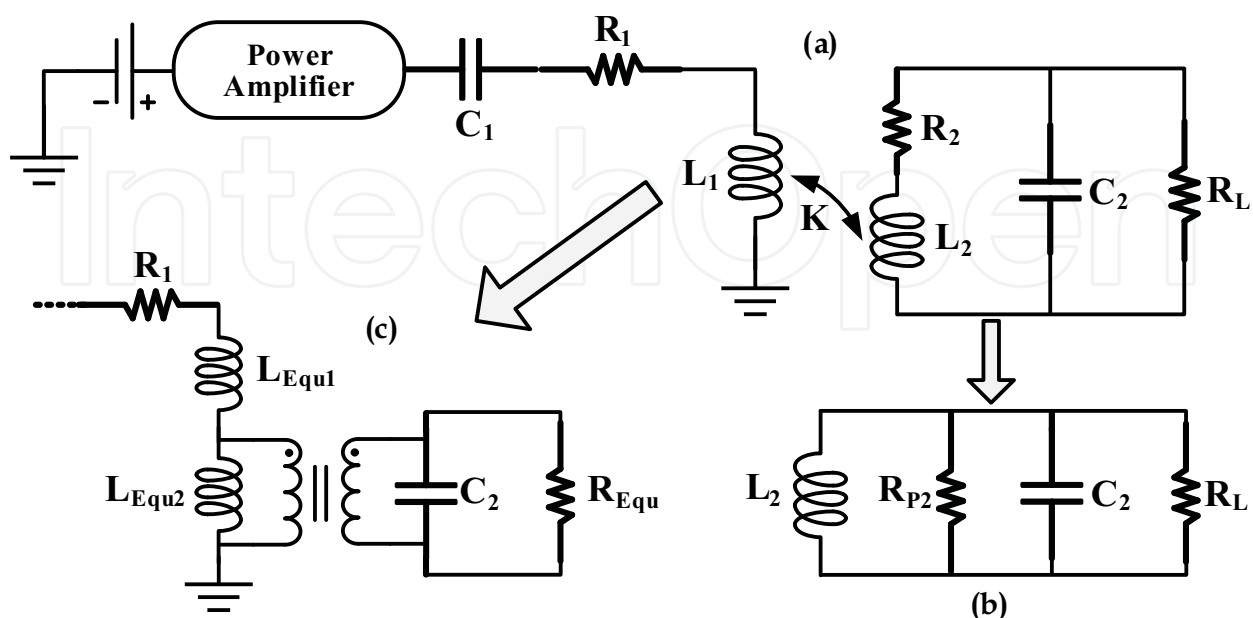 Power
Amplifier
- +
C1
R1
(a)
L1
K
R2
L2
C2
RL
IntechOpen
R1
(c)
LEqu1
LEqu2
C2
REqu
L2
RP2
C2
RL
(b)